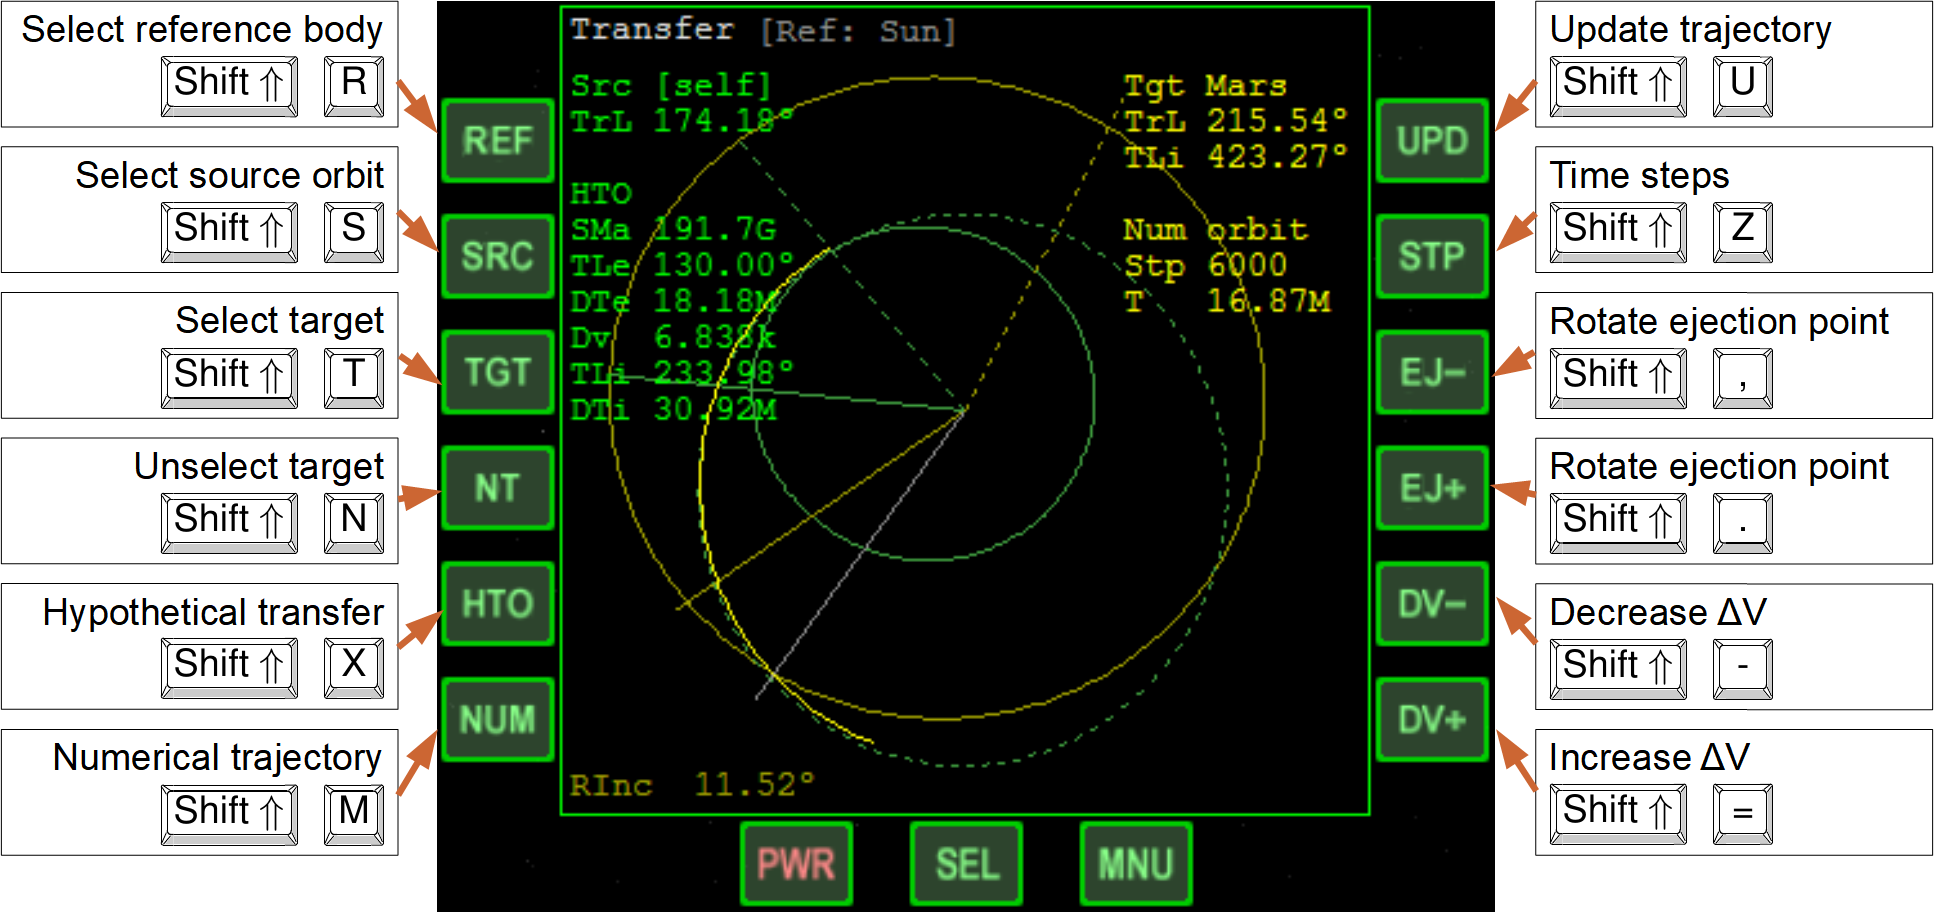 Select reference body
Shift ⇑ R
Select source orbit
Shift ⇑ S
Select target
Shift ⇑ T
Unselect target
Shift ⇑ N
Hypothetical transfer
Shift ⇑ X
Numerical trajectory
Shift ⇑ M
REF
SRC
TGT
NT
HTO
NUM
Transfer [Ref: Sun]
Src [self]
TrL 174.18°
HTO
SMa 191.7G
TLe 130.00°
DTe 18.18M
Dv 6.838k
TLi 233.98°
DTi 30.92M
Tgt Mars
TrL 215.54°
TLi 423.27°
Num orbit
Stp 6000
T 16.87M
RInc 11.52°
PWR
SEL
MNU
UPD
STP
EJ-
EJ+
DV-
DV+
Update trajectory
Shift ⇑ U
Time steps
Shift ⇑ Z
Rotate ejection point
Shift ⇑ ,
Rotate ejection point
Shift ⇑ .
Decrease ΔV
Shift ⇑ -
Increase ΔV
Shift ⇑ =